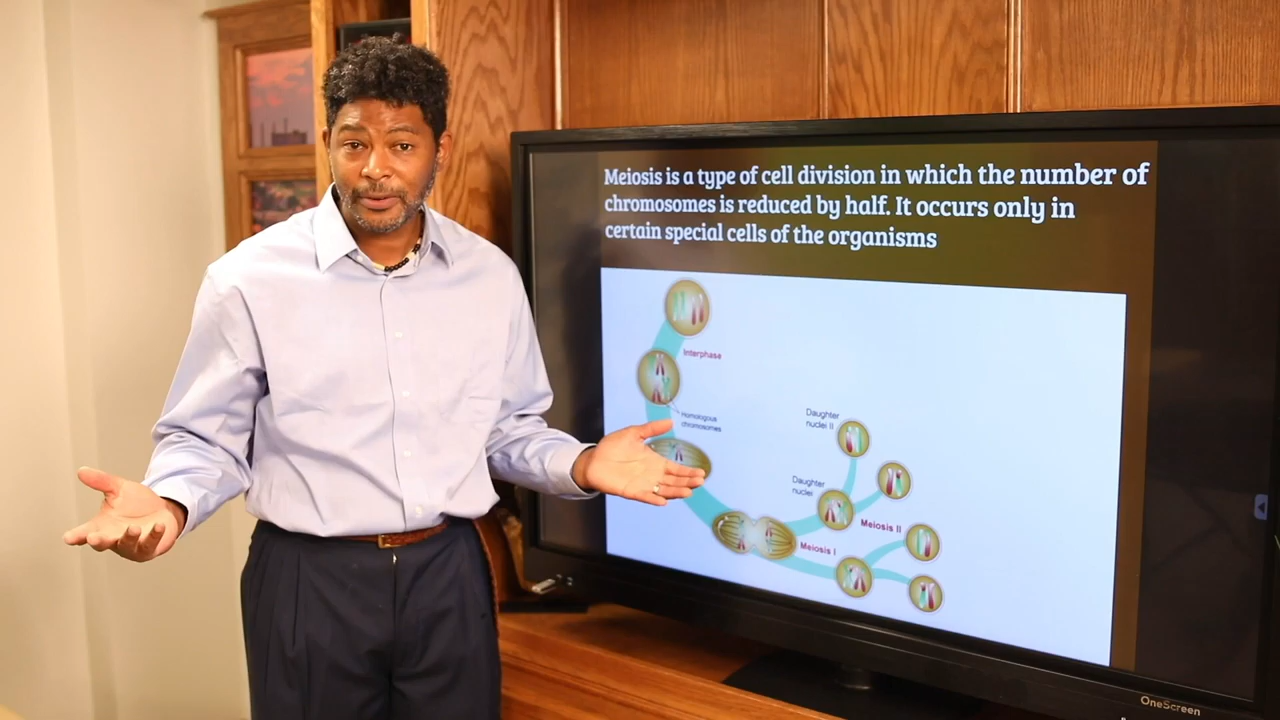 Meiosis is a type of cell division in which the number of
chromosomes is reduced by half. It occurs only in
certain special cells of the organisms
Interphase
Homologous
chromosomes
Daughter
nuclei II
Daughter
nuclei
Meiosis II
Meiosis I
OneScreen